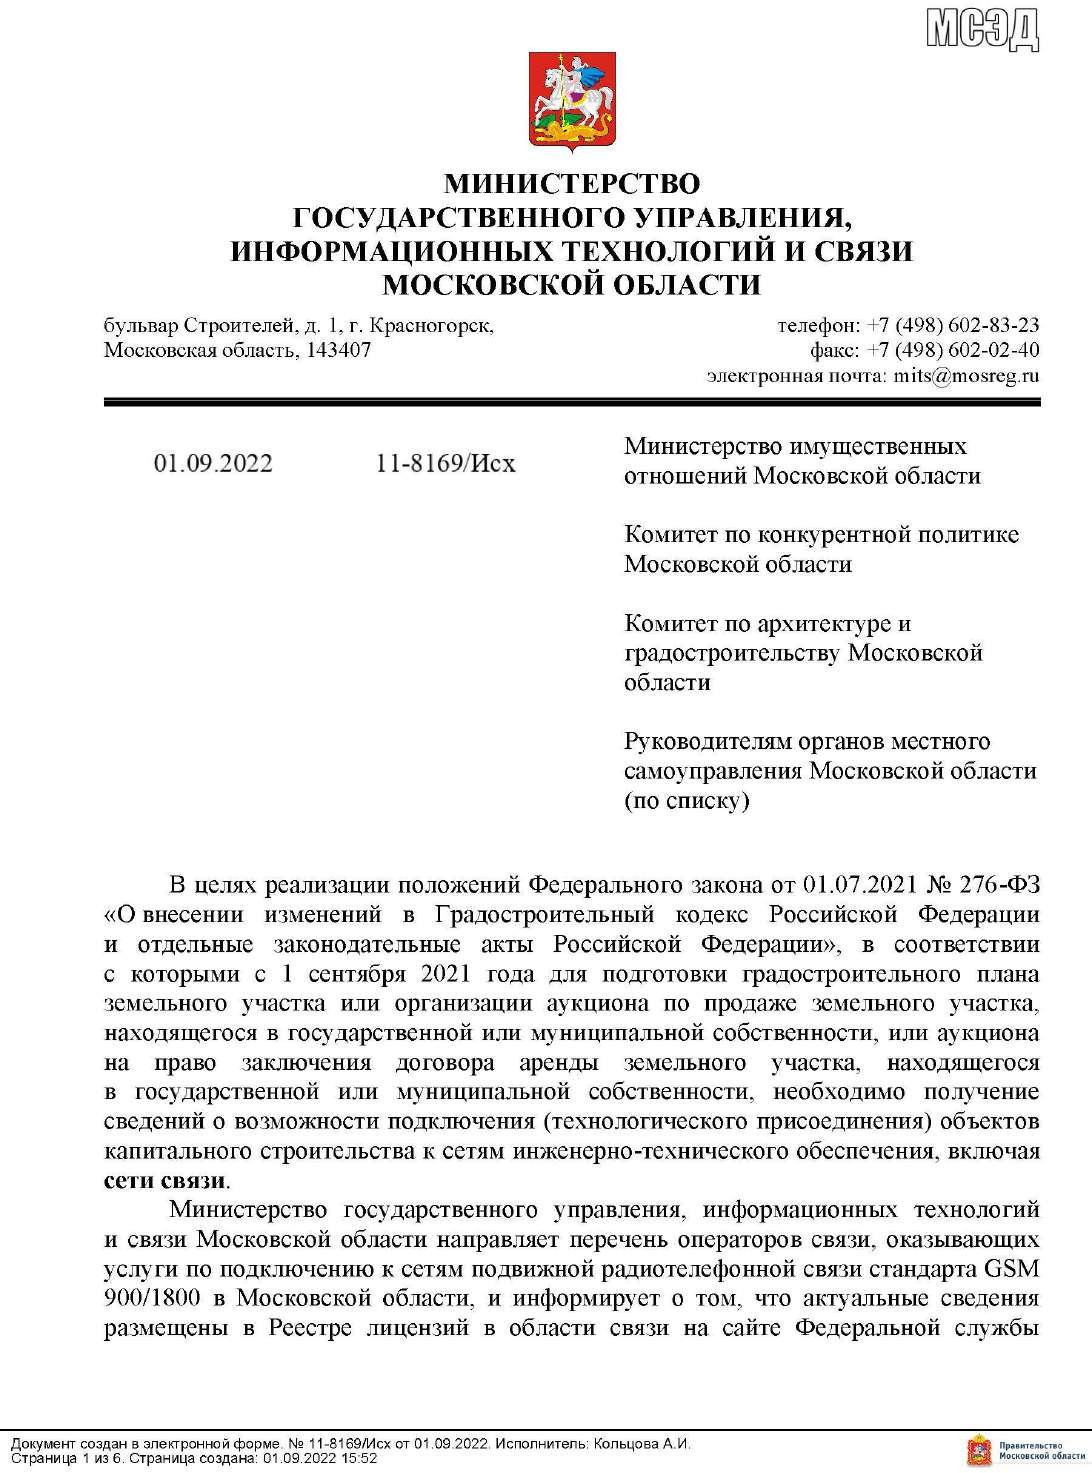 МСЭД
МИНИСТЕРСТВО
ГОСУДАРСТВЕННОГО УПРАВЛЕНИЯ,
ИНФОРМАЦИОННЫХ ТЕХНОЛОГИЙ И СВЯЗИ
МОСКОВСКОЙ ОБЛАСТИ
бульвар Строителей, д. 1, г. Красногорск,
Московская область, 143407
телефон: +7 (498) 602-83-23
факс: +7 (498) 602-02-40
электронная почта: mits@mosreg.ru
01.09.2022
11-8169/Исх
Министерство имущественных
отношений Московской области
Комитет по конкурентной политике
Московской области
Комитет по архитектуре и
градостроительству Московской
области
Руководителям органов местного
самоуправления Московской области
(по списку)
В целях реализации положений Федерального закона от 01.07.2021 № 276-ФЗ
«О внесении изменений в Градостроительный кодекс Российской Федерации
и отдельные законодательные акты Российской Федерации», в соответствии
с которыми с 1 сентября 2021 года для подготовки градостроительного плана
земельного участка или организации аукциона по продаже земельного участка,
находящегося в государственной или муниципальной собственности, или аукциона
на право заключения договора аренды земельного участка, находящегося
в государственной или муниципальной собственности, необходимо получение
сведений о возможности подключения (технологического присоединения) объектов
капитального строительства к сетям инженерно-технического обеспечения, включая
сети связи.
Министерство государственного управления, информационных технологий
и связи Московской области направляет перечень операторов связи, оказывающих
услуги по подключению к сетям подвижной радиотелефонной связи стандарта GSM
900/1800 в Московской области, и информирует о том, что актуальные сведения
размещены в Реестре лицензий в области связи на сайте Федеральной службы
Документ создан в электронной форме. № 11-8169/Исх от 01.09.2022. Исполнитель: Кольцова А.И.
Страница 1 из 6. Страница создана: 01.09.2022 15:52
Правительство
Московской области